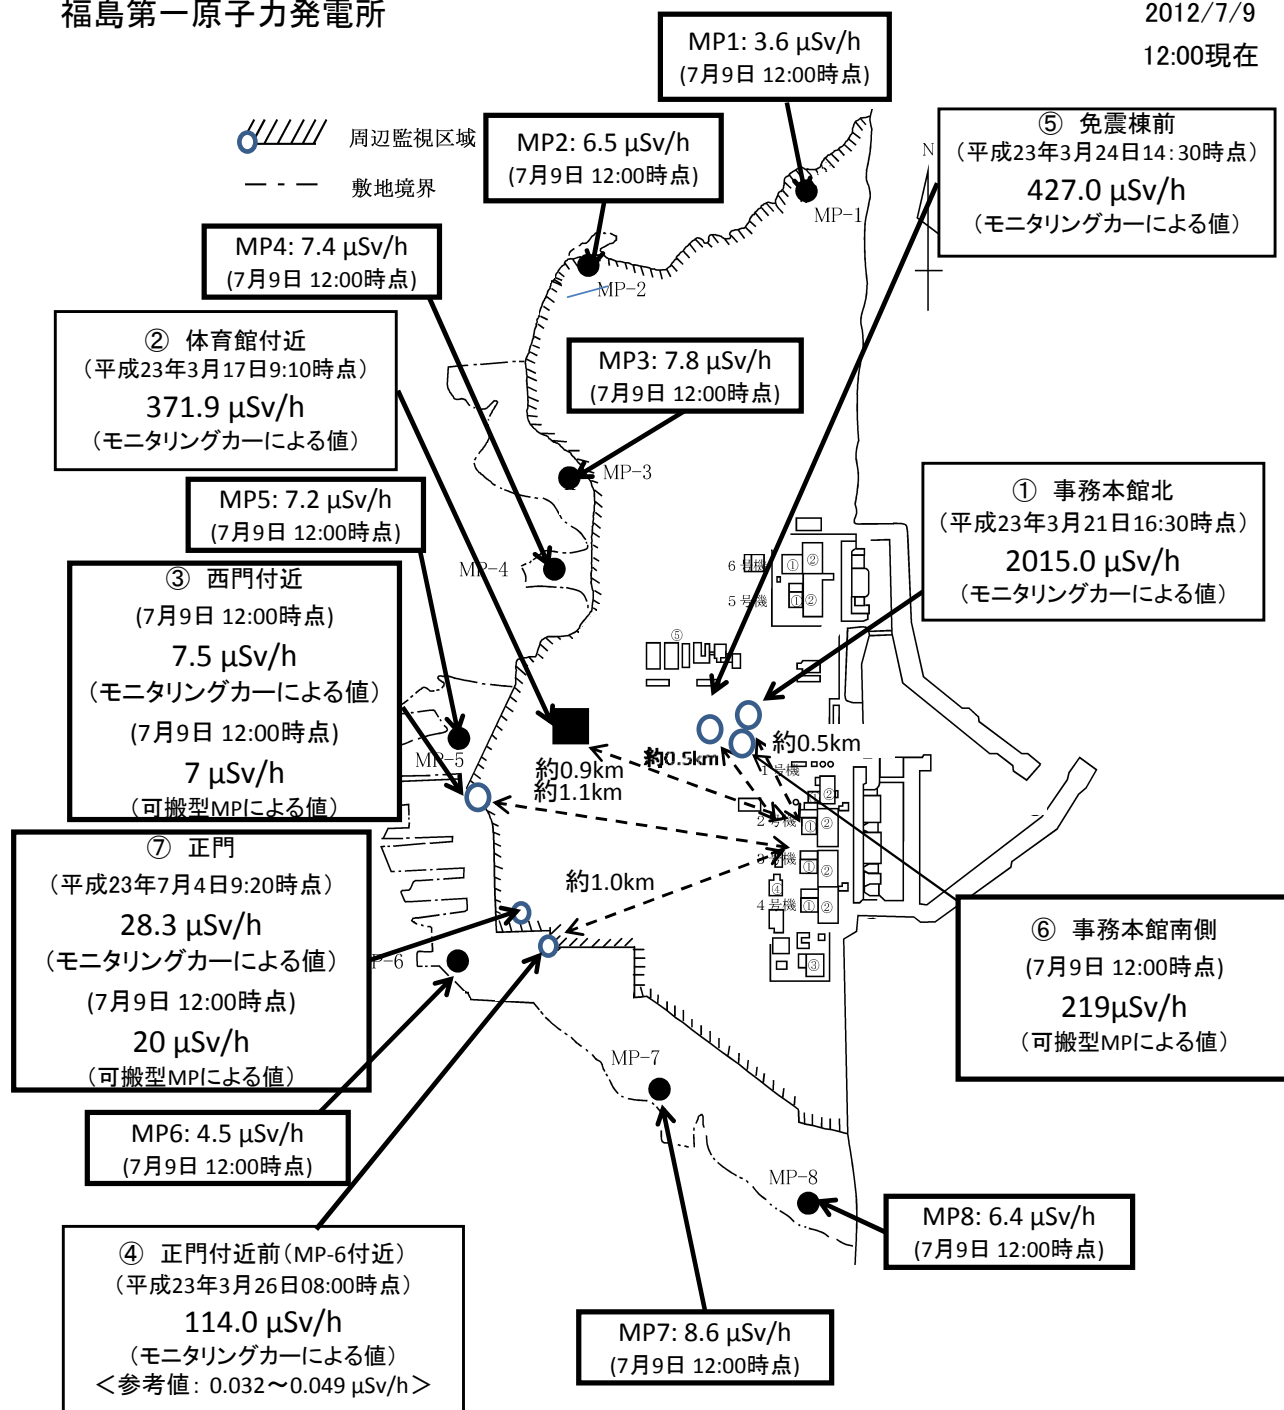 福島第一原子力発電所
2012/7/9
12:00現在
MP1: 3.6 µSv/h
(7月9日 12:00時点)
周辺監視区域
敷地境界
MP2: 6.5 µSv/h
(7月9日 12:00時点)
⑤ 免震棟前
(平成23年3月24日14:30時点)
427.0 µSv/h
(モニタリングカーによる値)
N
MP-1
MP4: 7.4 µSv/h
(7月9日 12:00時点)
MP-2
② 体育館付近
(平成23年3月17日9:10時点)
371.9 µSv/h
(モニタリングカーによる値)
MP3: 7.8 µSv/h
(7月9日 12:00時点)
MP-3
MP5: 7.2 µSv/h
(7月9日 12:00時点)
① 事務本館北
(平成23年3月21日16:30時点)
2015.0 µSv/h
(モニタリングカーによる値)
MP-4
6号機
① ②
5号機
① ②
③ 西門付近
(7月9日 12:00時点)
7.5 µSv/h
(モニタリングカーによる値)
(7月9日 12:00時点)
7 µSv/h
(可搬型MPによる値)
⑤
MP-5
約0.9km
約1.1km
約0.5km
約0.5km
1号機
②
2号機
① ②
3号機
① ②
④
4号機
① ②
③
約1.0km
⑦ 正門
(平成23年7月4日9:20時点)
28.3 µSv/h
(モニタリングカーによる値)
(7月9日 12:00時点)
20 µSv/h
(可搬型MPによる値)
P-6
⑥ 事務本館南側
(7月9日 12:00時点)
219µSv/h
(可搬型MPによる値)
MP-7
MP6: 4.5 µSv/h
(7月9日 12:00時点)
MP-8
MP8: 6.4 µSv/h
(7月9日 12:00時点)
④ 正門付近前(MP-6付近)
(平成23年3月26日08:00時点)
114.0 µSv/h
(モニタリングカーによる値)
<参考値: 0.032～0.049 µSv/h>
MP7: 8.6 µSv/h
(7月9日 12:00時点)